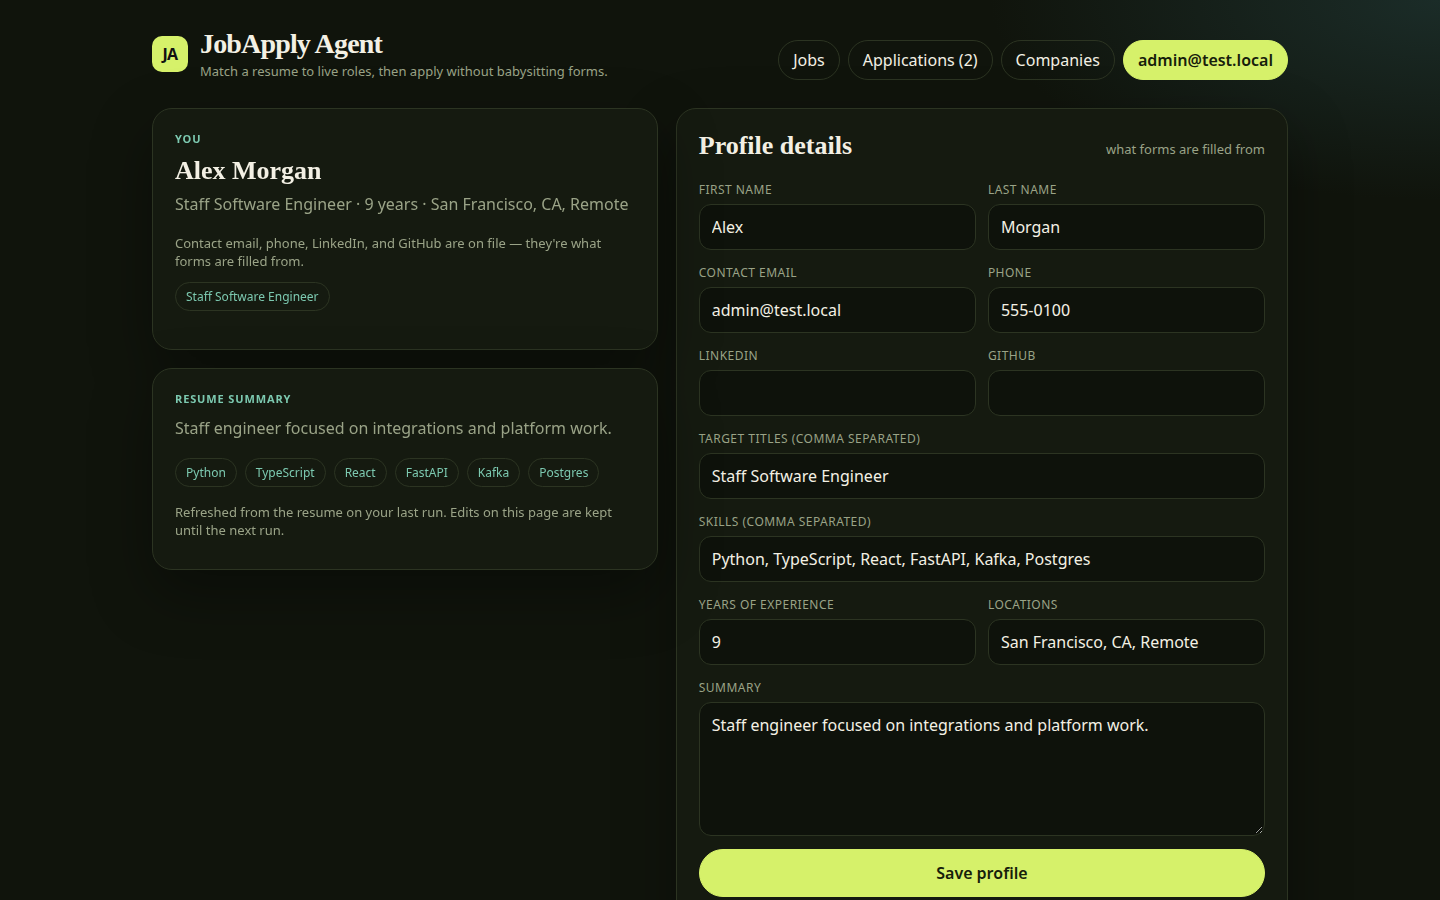 JA
JobApply Agent
Match a resume to live roles, then apply without babysitting forms.
Jobs
Applications (2)
Companies
admin@test.local
YOU
Alex Morgan
Staff Software Engineer · 9 years · San Francisco, CA, Remote
Contact email, phone, LinkedIn, and GitHub are on file — they're what
forms are filled from.
Staff Software Engineer
RESUME SUMMARY
Staff engineer focused on integrations and platform work.
Python
TypeScript
React
FastAPI
Kafka
Postgres
Refreshed from the resume on your last run. Edits on this page are kept
until the next run.
Profile details
what forms are filled from
FIRST NAME
LAST NAME
Alex
Morgan
CONTACT EMAIL
PHONE
admin@test.local
555-0100
LINKEDIN
GITHUB
TARGET TITLES (COMMA SEPARATED)
Staff Software Engineer
SKILLS (COMMA SEPARATED)
Python, TypeScript, React, FastAPI, Kafka, Postgres
YEARS OF EXPERIENCE
LOCATIONS
9
San Francisco, CA, Remote
SUMMARY
Staff engineer focused on integrations and platform work.
Save profile